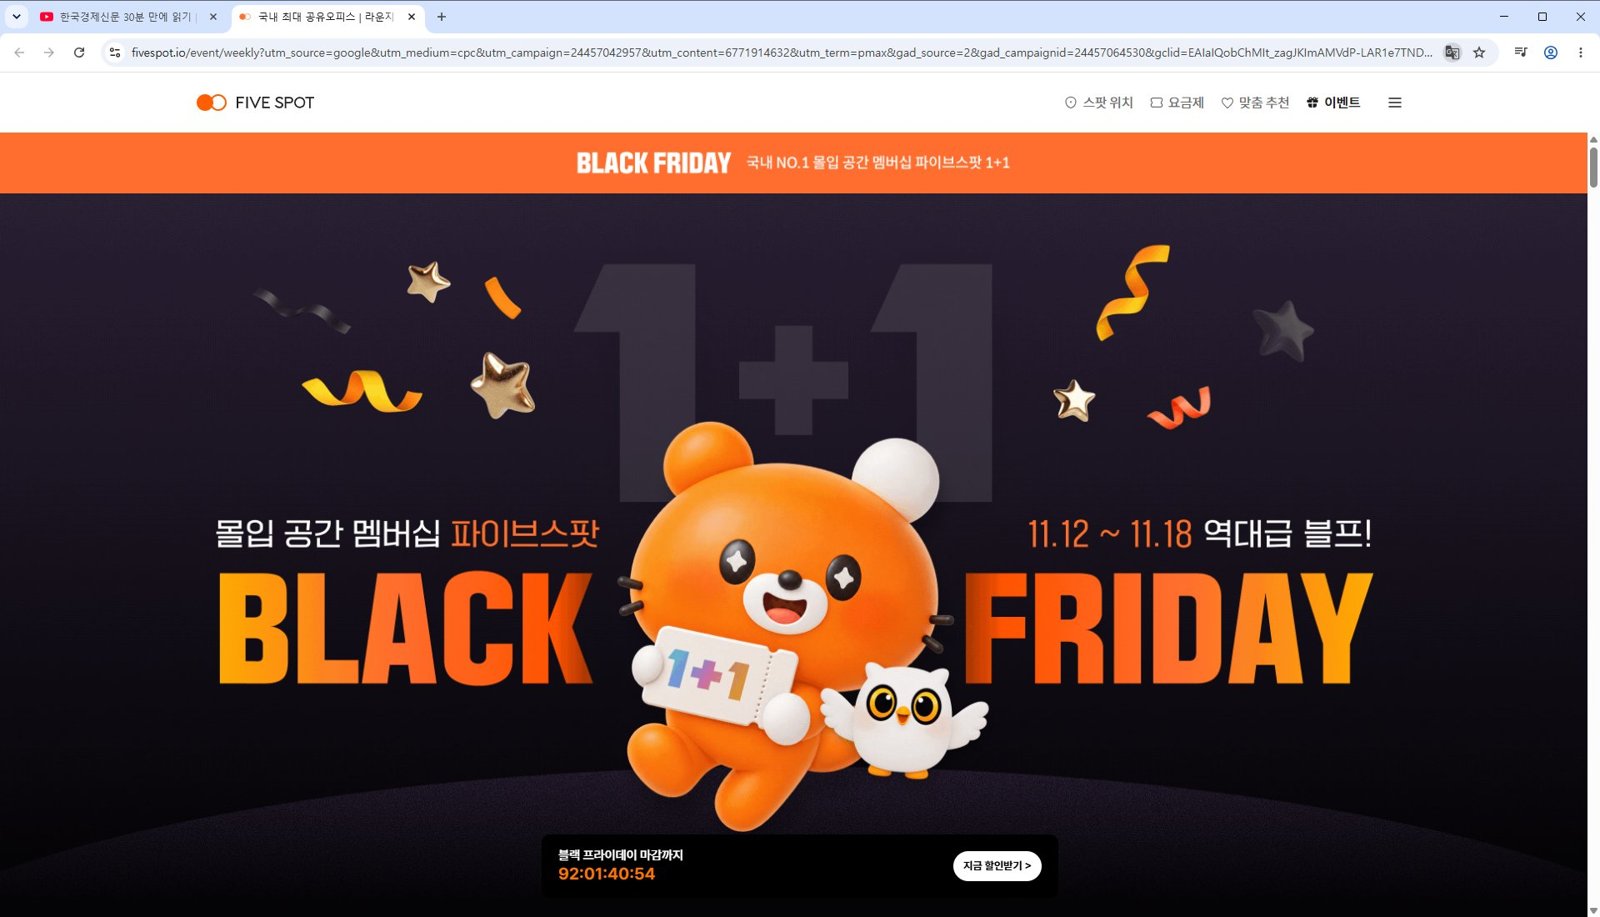 한국경제신문 30분 만에 읽기
국내 최대 공유오피스 | 라운지
fivespot.io/event/weekly?utm_source=google&utm_medium=cpc&utm_campaign=24457042957&utm_content=6771914632&utm_term=pmax&gad_source=2&gad_campaignid=24457064530&gclid=EAIaIQobChMIt_zagJKImAMVdP-LAR1e7TND...
FIVE SPOT
스팟 위치
요금제
맞춤 추천
이벤트
BLACK FRIDAY 국내 NO.1 몰입 공간 멤버십 파이브스팟 1+1
1+1
몰입 공간 멤버십 파이브스팟
11.12 ~ 11.18 역대급 블프!
BLACK FRIDAY
1+1
블랙 프라이데이 마감까지
92:01:40:54
지금 할인받기 >